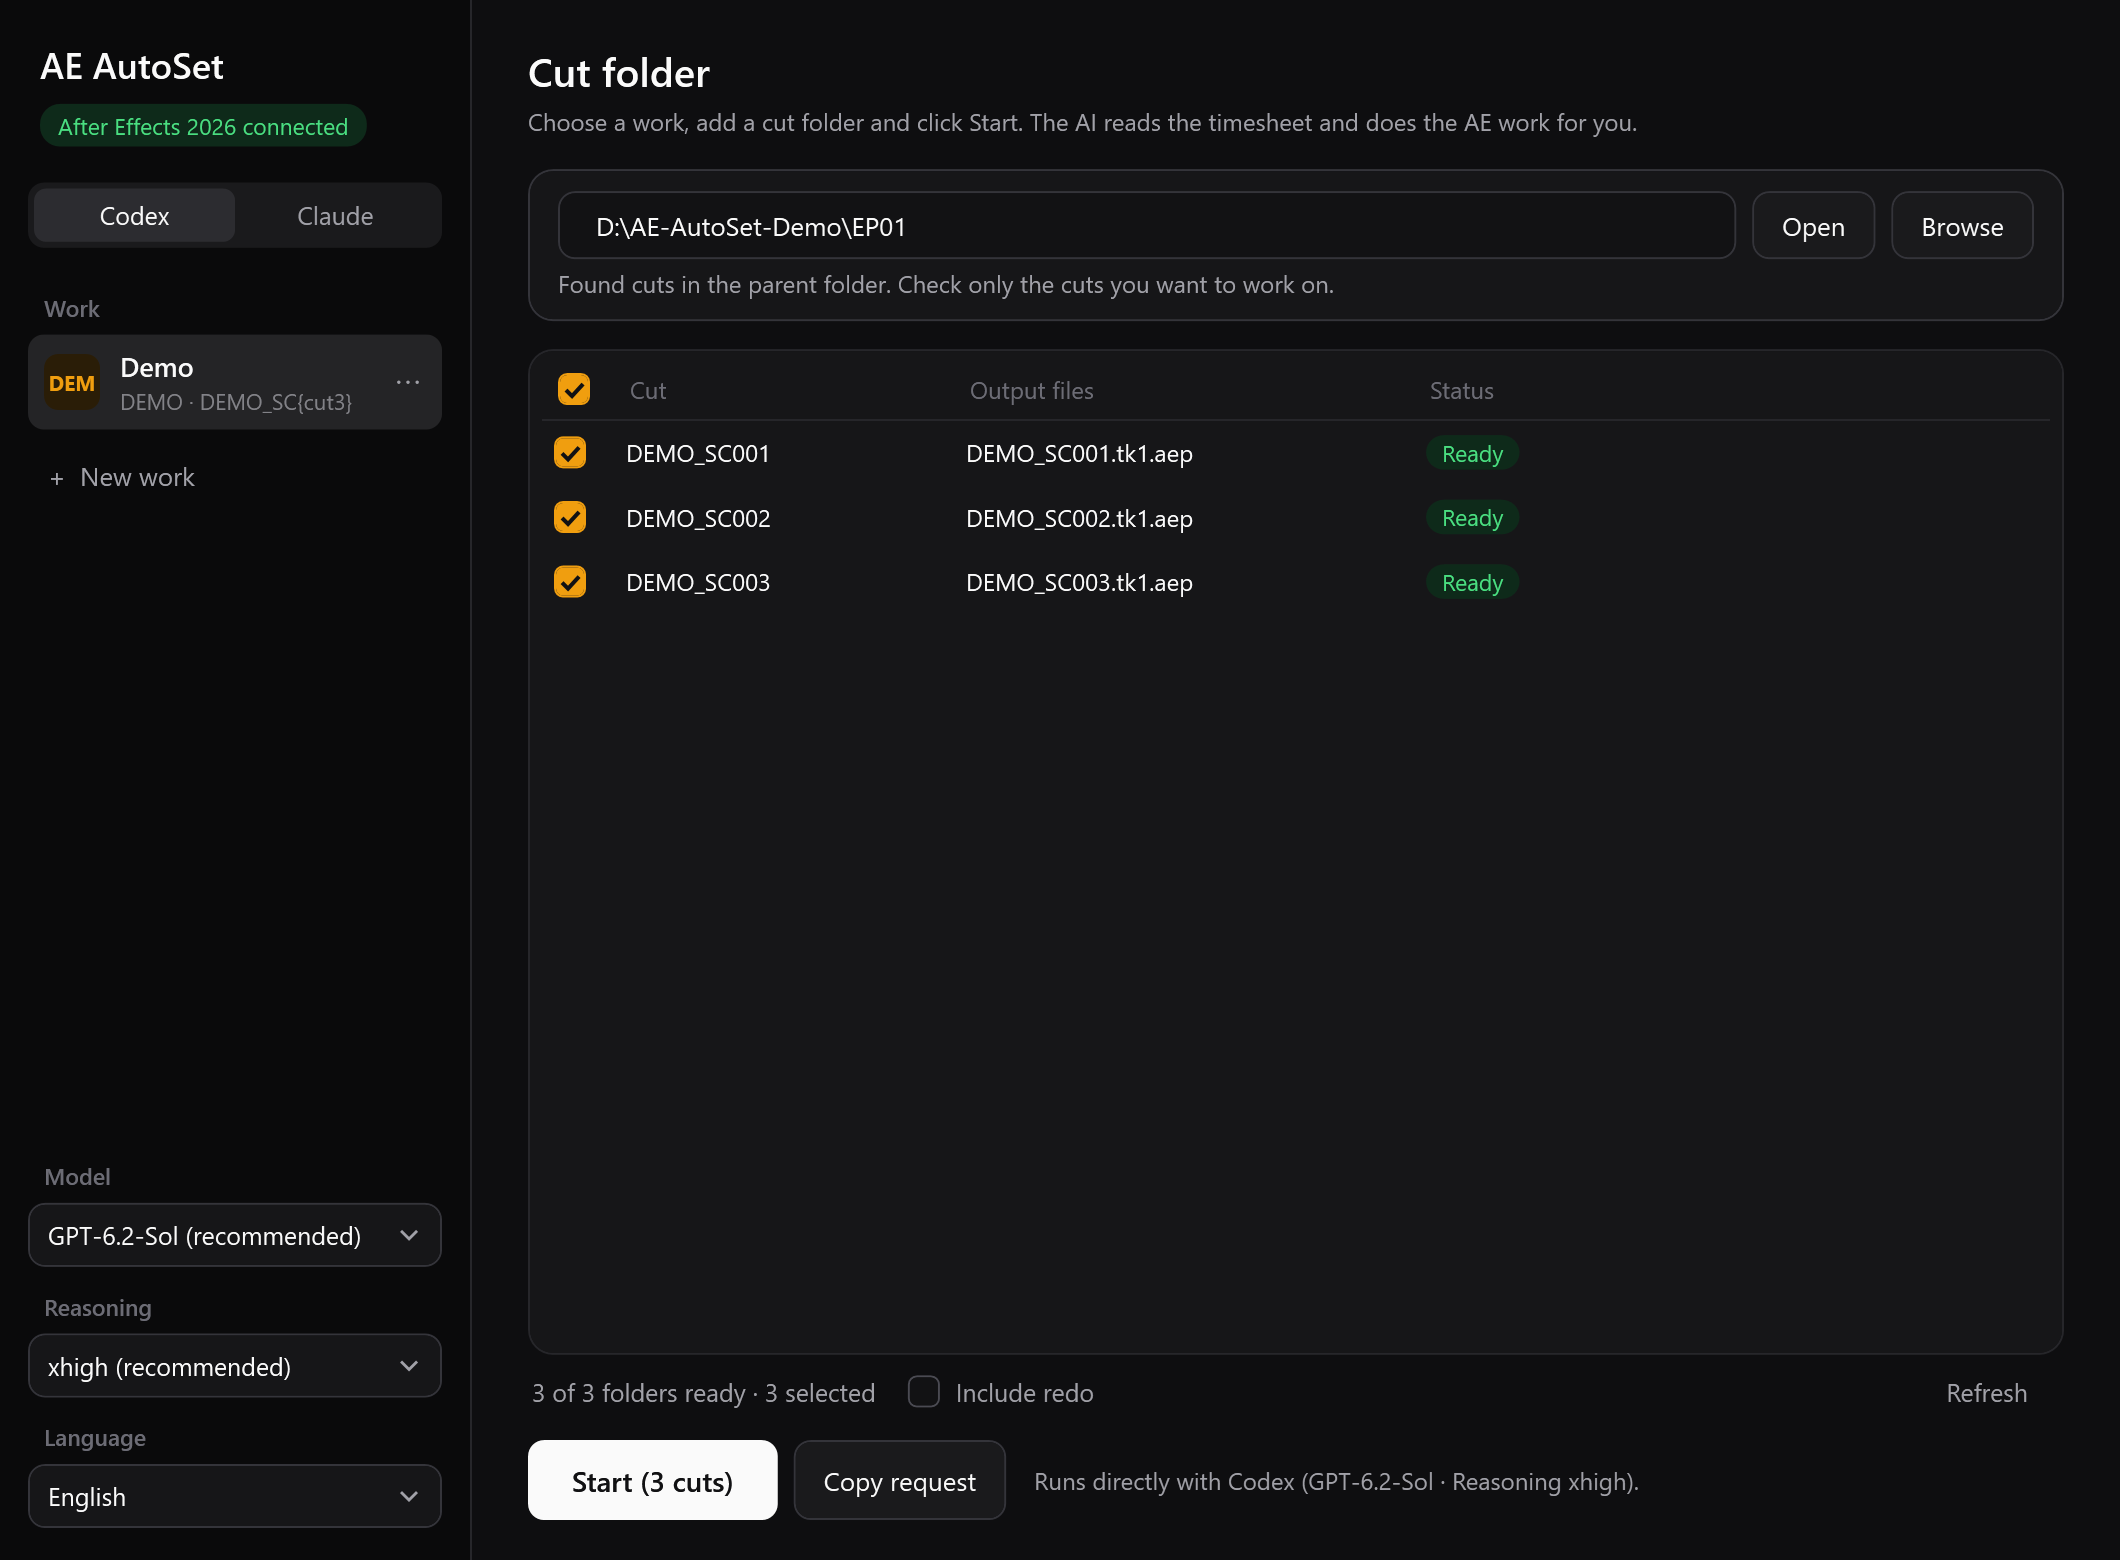 AE AutoSet
After Effects 2026 connected
Codex
Claude
Work
DEM
Demo
DEMO · DEMO_SC{cut3}
···
+ New work
Model
GPT-6.2-Sol (recommended)
Reasoning
xhigh (recommended)
Language
English
Cut folder
Choose a work, add a cut folder and click Start. The AI reads the timesheet and does the AE work for you.
D:\AE-AutoSet-Demo\EP01
Open
Browse
Found cuts in the parent folder. Check only the cuts you want to work on.
Cut Output files Status
DEMO_SC001 DEMO_SC001.tk1.aep Ready
DEMO_SC002 DEMO_SC002.tk1.aep Ready
DEMO_SC003 DEMO_SC003.tk1.aep Ready
3 of 3 folders ready · 3 selected
Include redo
Refresh
Start (3 cuts)
Copy request
Runs directly with Codex (GPT-6.2-Sol · Reasoning xhigh).